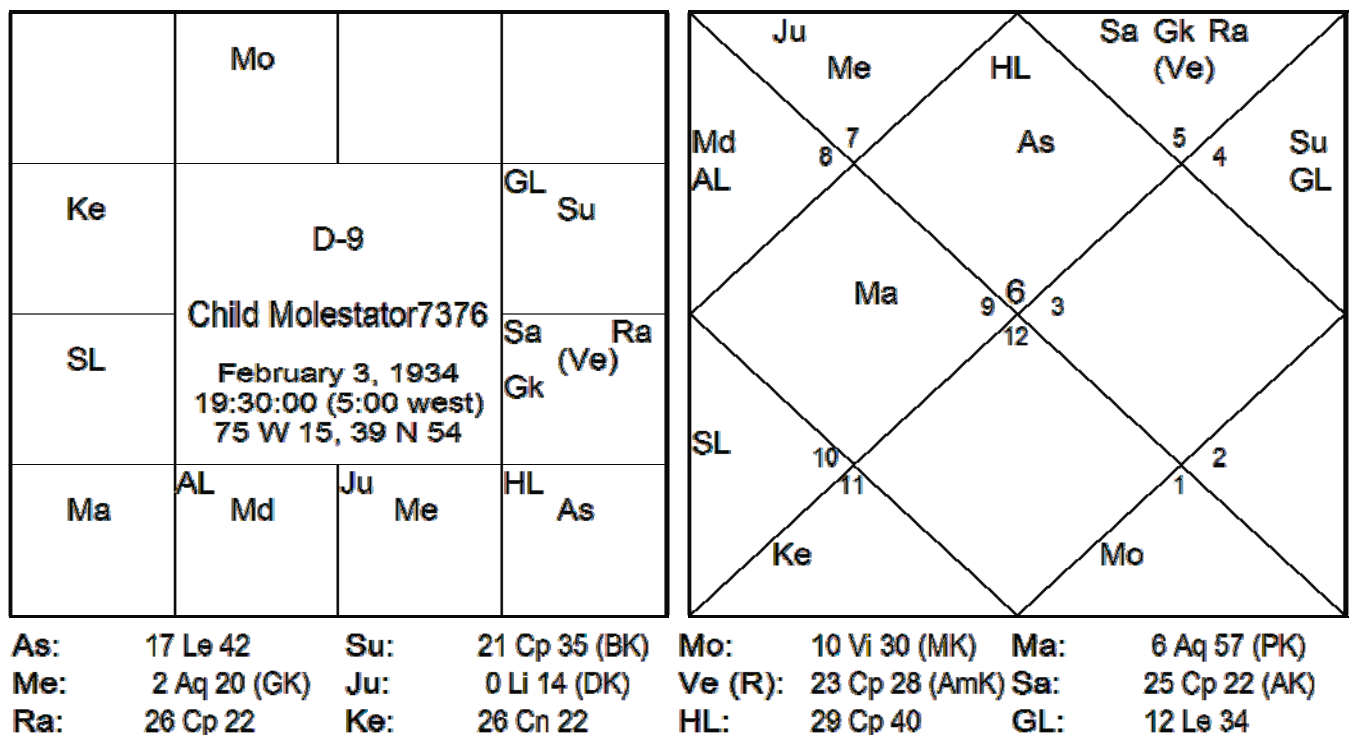 Mo
Ke
GL
Su
D-9
Child Molestator7376
February 3, 1934
19:30:00 (5:00 west)
75 W 15, 39 N 54
SL
Sa Ra
(Ve)
Gk
Ma
AL
Md
Ju
Me
HL
As
Ju
Me
HL
Sa Gk Ra
(Ve)
Md
AL
7
8
As
5
4
Su
GL
Ma
9
6
3
12
SL
10
11
2
1
Ke
Mo
As: 17 Le 42 Su: 21 Cp 35 (BK) Mo: 10 Vi 30 (MK) Ma: 6 Aq 57 (PK)
Me: 2 Aq 20 (GK) Ju: 0 Li 14 (DK) Ve (R): 23 Cp 28 (AmK) Sa: 25 Cp 22 (AK)
Ra: 26 Cp 22 Ke: 26 Cn 22 HL: 29 Cp 40 GL: 12 Le 34